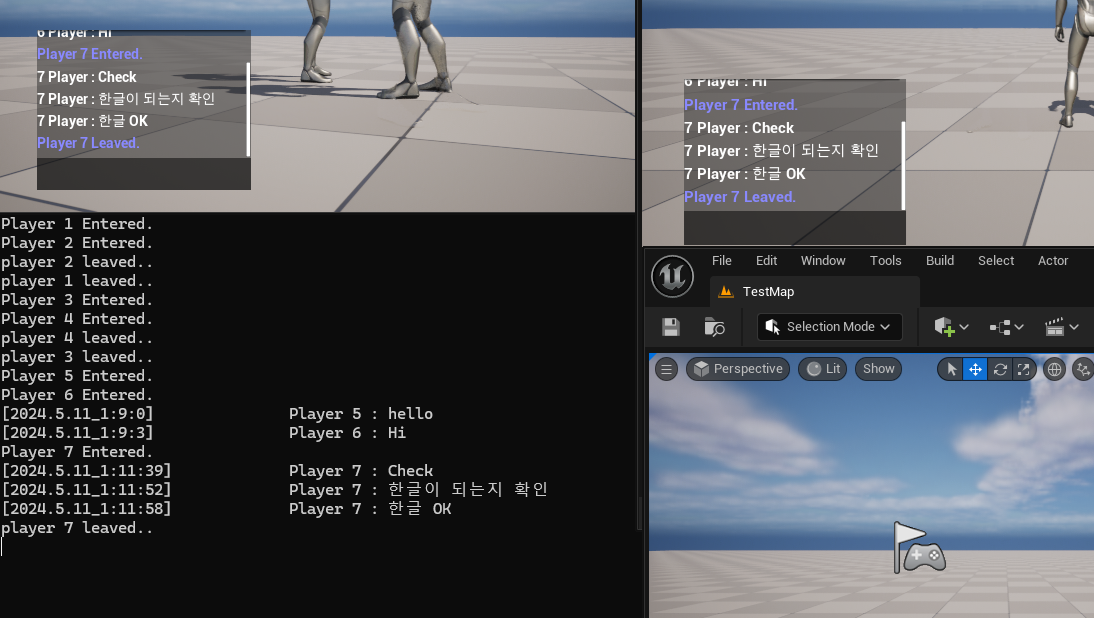 6 Player : Hi
Player 7 Entered.
7 Player : Check
7 Player : 한글이 되는지 확인
7 Player : 한글 OK
Player 7 Leaved.
6 Player : Hi
Player 7 Entered.
7 Player : Check
7 Player : 한글이 되는지 확인
7 Player : 한글 OK
Player 7 Leaved.
Player 1 Entered.
Player 2 Entered.
player 2 leaved..
player 1 leaved..
Player 3 Entered.
Player 4 Entered.
player 4 leaved..
player 3 leaved..
Player 5 Entered.
Player 6 Entered.
[2024.5.11_1:9:0] Player 5 : hello
[2024.5.11_1:9:3] Player 6 : Hi
Player 7 Entered.
[2024.5.11_1:11:39] Player 7 : Check
[2024.5.11_1:11:52] Player 7 : 한글이 되는지 확인
[2024.5.11_1:11:58] Player 7 : 한글 OK
player 7 leaved..
File Edit Window Tools Build Select Actor
TestMap
Selection Mode
Perspective Lit Show